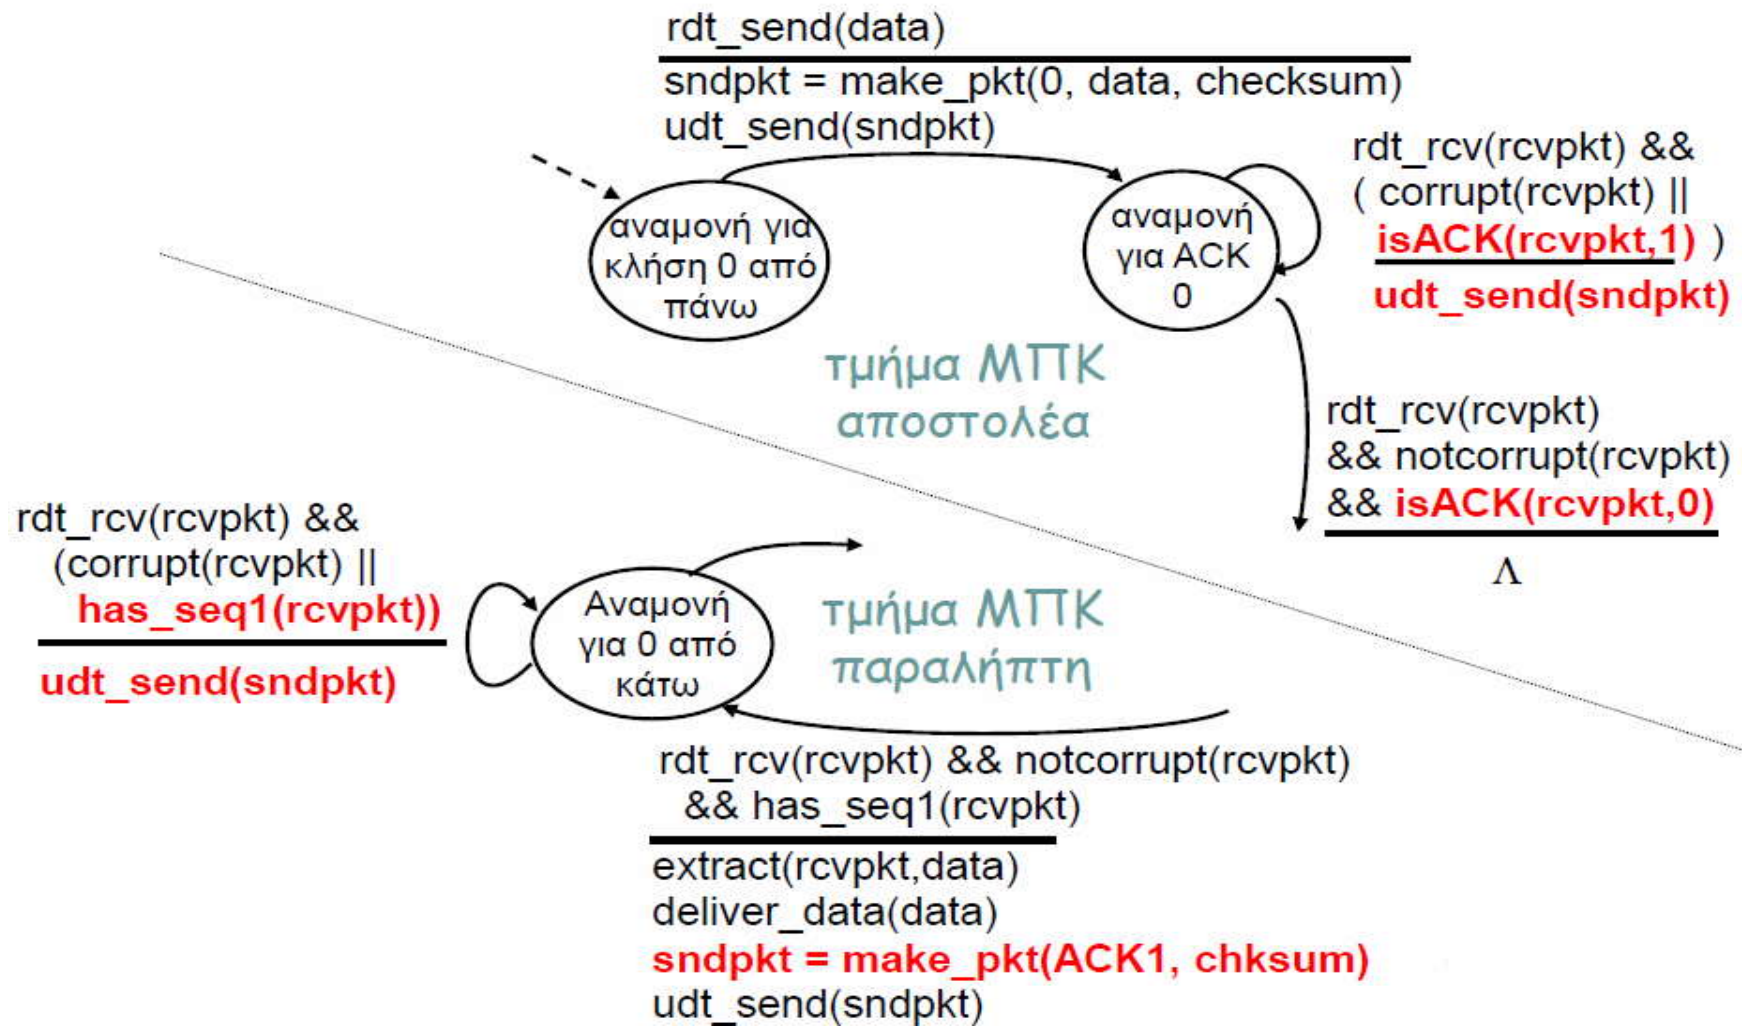 rdt_send(data)
sndpkt = make_pkt(0, data, checksum)
udt_send(sndpkt)
αναμονή για
κλήση 0 από
πάνω
αναμονή
για ACK
0
rdt_rcv(rcvpkt) &&
( corrupt(rcvpkt) ||
isACK(rcvpkt,1) )
udt_send(sndpkt)
τμήμα ΜΠΚ
αποστολέα
rdt_rcv(rcvpkt)
&& notcorrupt(rcvpkt)
&& isACK(rcvpkt,0)
Λ
rdt_rcv(rcvpkt) &&
(corrupt(rcvpkt) ||
has_seq1(rcvpkt))
udt_send(sndpkt)
Αναμονή
για 0 από
κάτω
τμήμα ΜΠΚ
παραλήπτη
rdt_rcv(rcvpkt) && notcorrupt(rcvpkt)
&& has_seq1(rcvpkt)
extract(rcvpkt,data)
deliver_data(data)
sndpkt = make_pkt(ACK1, chksum)
udt_send(sndpkt)